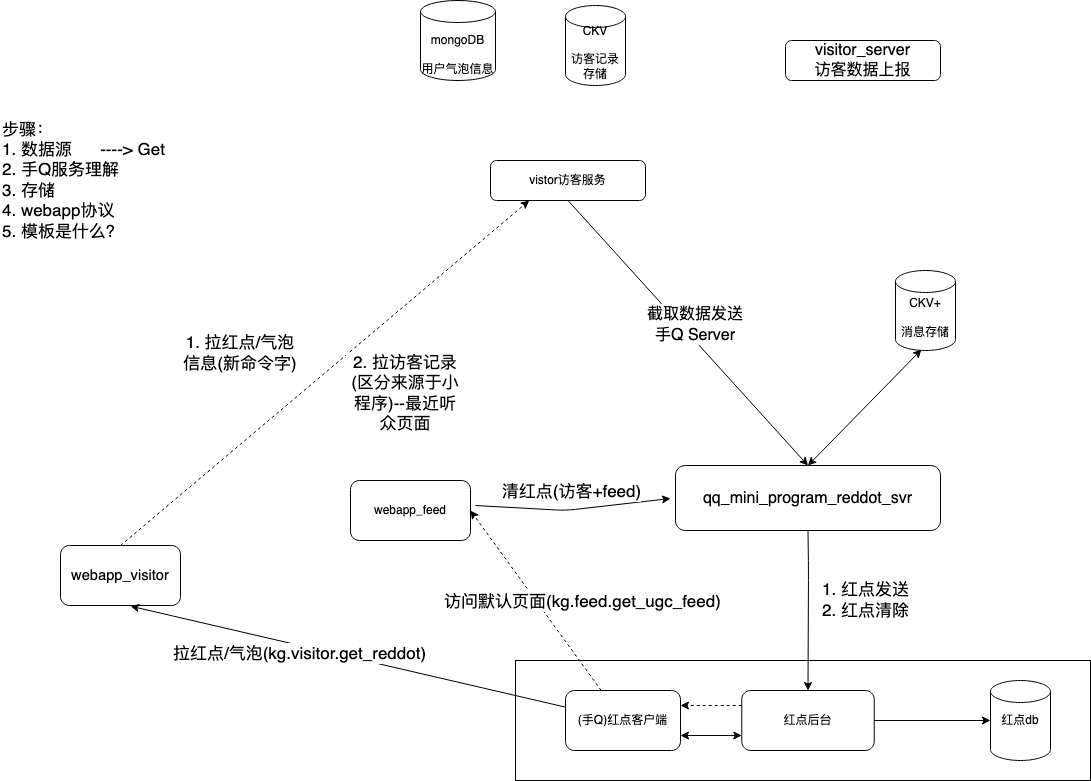 mongoDB
用户气泡信息
CKV
访客记录
存储
visitor_server
访客数据上报
步骤：
1. 数据源 ----> Get
2. 手Q服务理解
3. 存储
4. webapp协议
5. 模板是什么?
vistor访客服务
截取数据发送
手Q Server
CKV+
消息存储
1. 拉红点/气泡
信息(新命令字)
2. 拉访客记录
(区分来源于小
程序)--最近听
众页面
webapp_feed
清红点(访客+feed)
qq_mini_program_reddot_svr
webapp_visitor
访问默认页面(kg.feed.get_ugc_feed)
1. 红点发送
2. 红点清除
拉红点/气泡(kg.visitor.get_reddot)
(手Q)红点客户端
红点后台
红点db